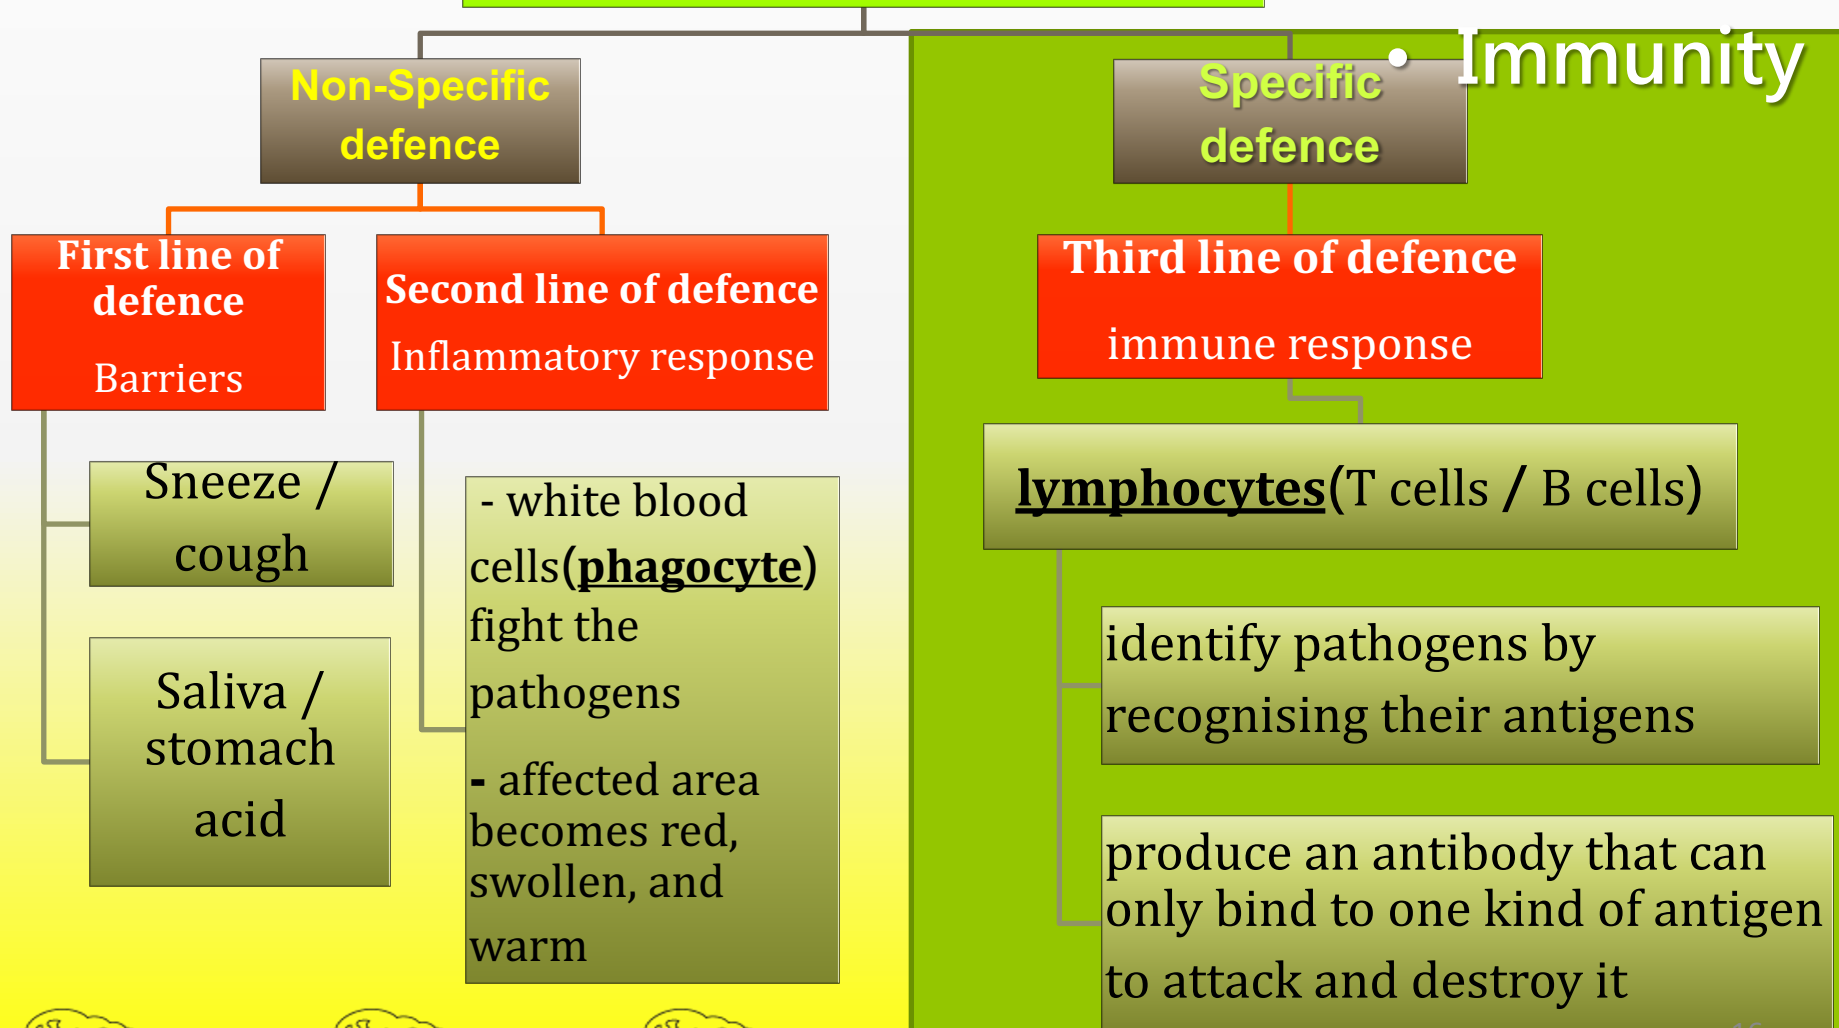 • Immunity
Non-Specific
defence
Specific
defence
First line of
defence
Barriers
Second line of defence
Inflammatory response
Third line of defence
immune response
Sneeze /
cough
Saliva /
stomach
acid
- white blood
cells(phagocyte)
fight the
pathogens
- affected area
becomes red,
swollen, and
warm
lymphocytes(T cells / B cells)
identify pathogens by
recognising their antigens
produce an antibody that can
only bind to one kind of antigen
to attack and destroy it